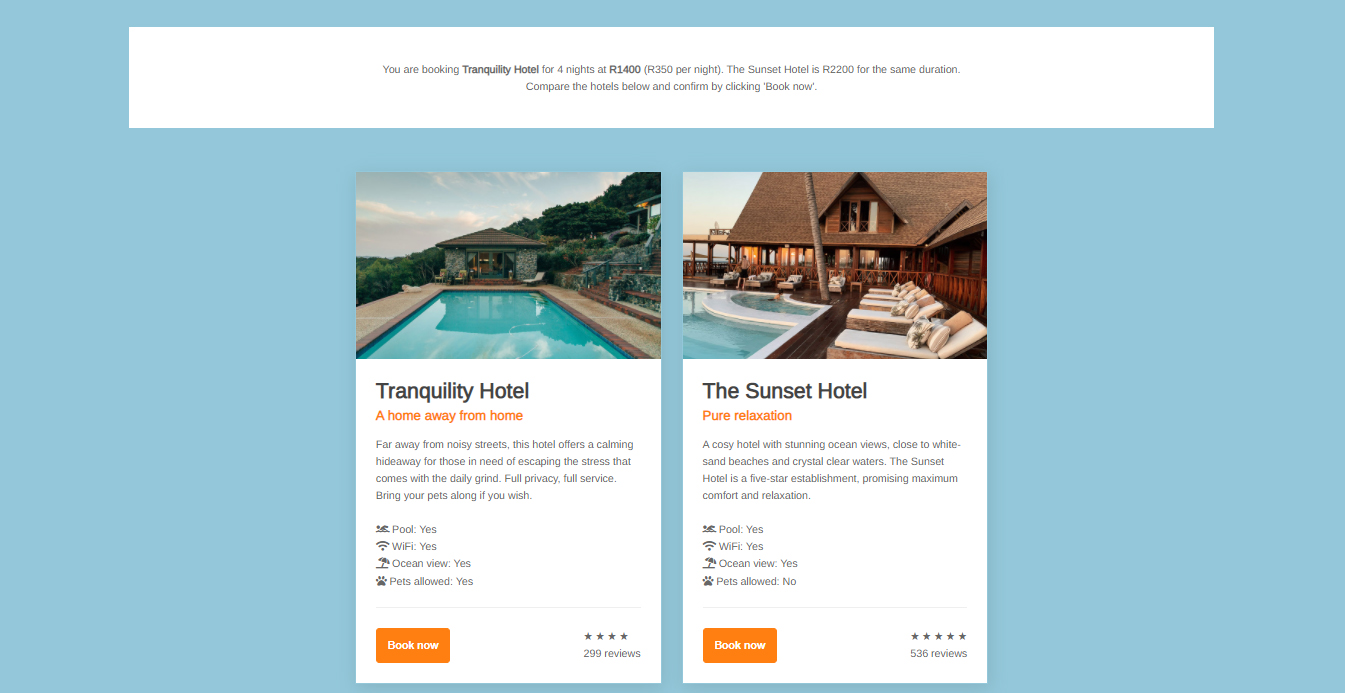 You are booking Tranquility Hotel for 4 nights at R1400 (R350 per night). The Sunset Hotel is R2200 for the same duration.
Compare the hotels below and confirm by clicking 'Book now'.
Tranquility Hotel
A home away from home
Far away from noisy streets, this hotel offers a calming
hideaway for those in need of escaping the stress that
comes with the daily grind. Full privacy, full service.
Bring your pets along if you wish.
Pool: Yes
WiFi: Yes
Ocean view: Yes
Pets allowed: Yes
Book now
★ ★ ★ ★
299 reviews
The Sunset Hotel
Pure relaxation
A cosy hotel with stunning ocean views, close to white-
sand beaches and crystal clear waters. The Sunset
Hotel is a five-star establishment, promising maximum
comfort and relaxation.
Pool: Yes
WiFi: Yes
Ocean view: Yes
Pets allowed: No
Book now
★ ★ ★ ★ ★
536 reviews